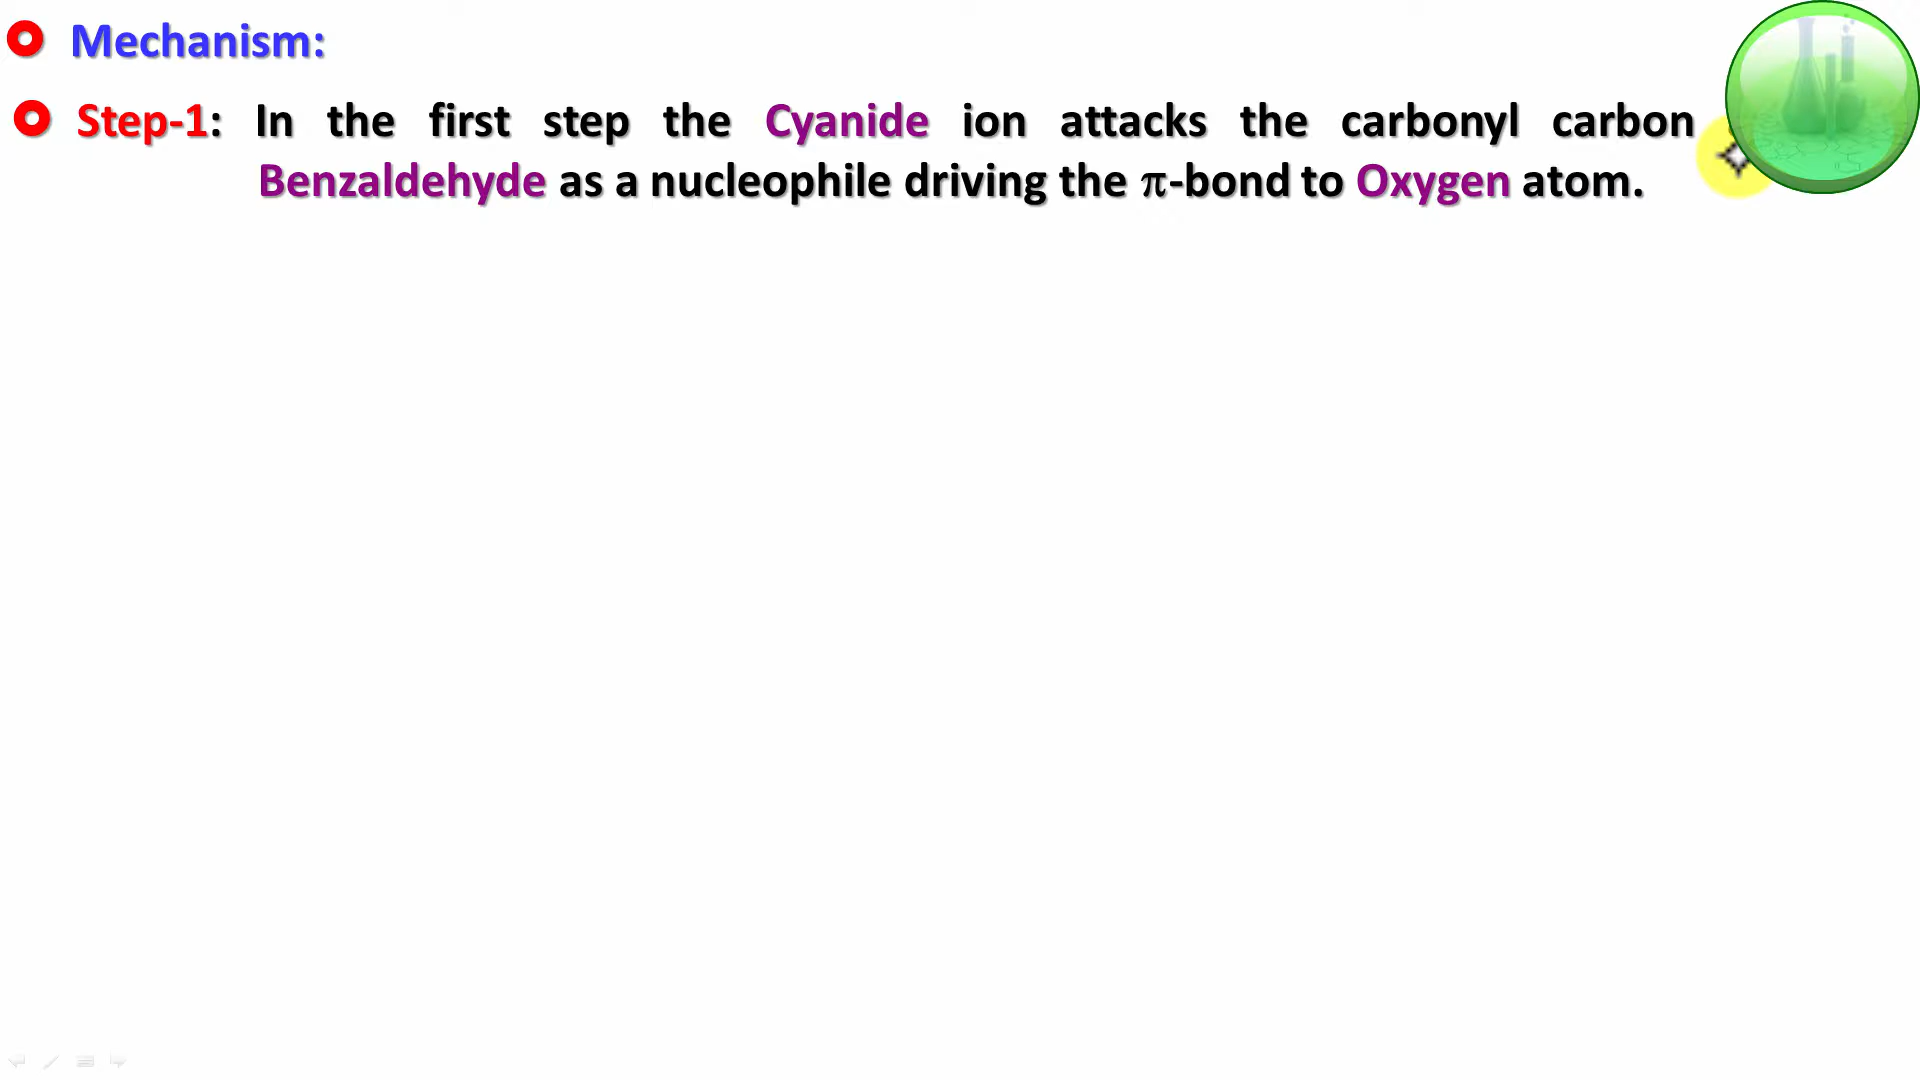 Mechanism:
Step-1: In the first step the Cyanide ion attacks the carbonyl carbon
Benzaldehyde as a nucleophile driving the π-bond to Oxygen atom.